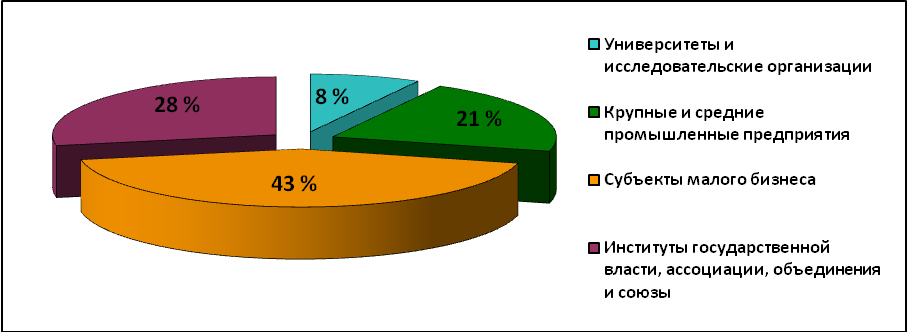 8 %
21 %
43 %
28 %
Университеты и
исследовательские организации
Крупные и средние
промышленные предприятия
Субъекты малого бизнеса
Институты государственной
власти, ассоциации, объединения
и союзы